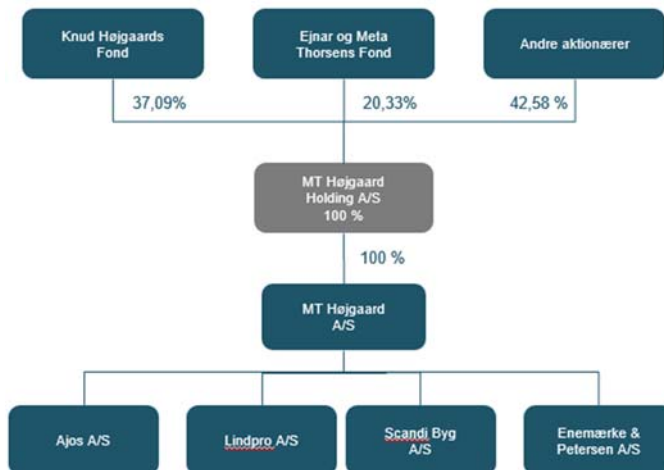 Knud Højgaards
Fond
Ejnar og Meta
Thorsens Fond
Andre aktionærer
37,09%
20,33%
42,58 %
MT Højgaard
Holding A/S
100 %
100 %
MT Højgaard
A/S
Ajos A/S
Lindpro A/S
Scandi Byg
A/S
Enemærke &
Petersen A/S